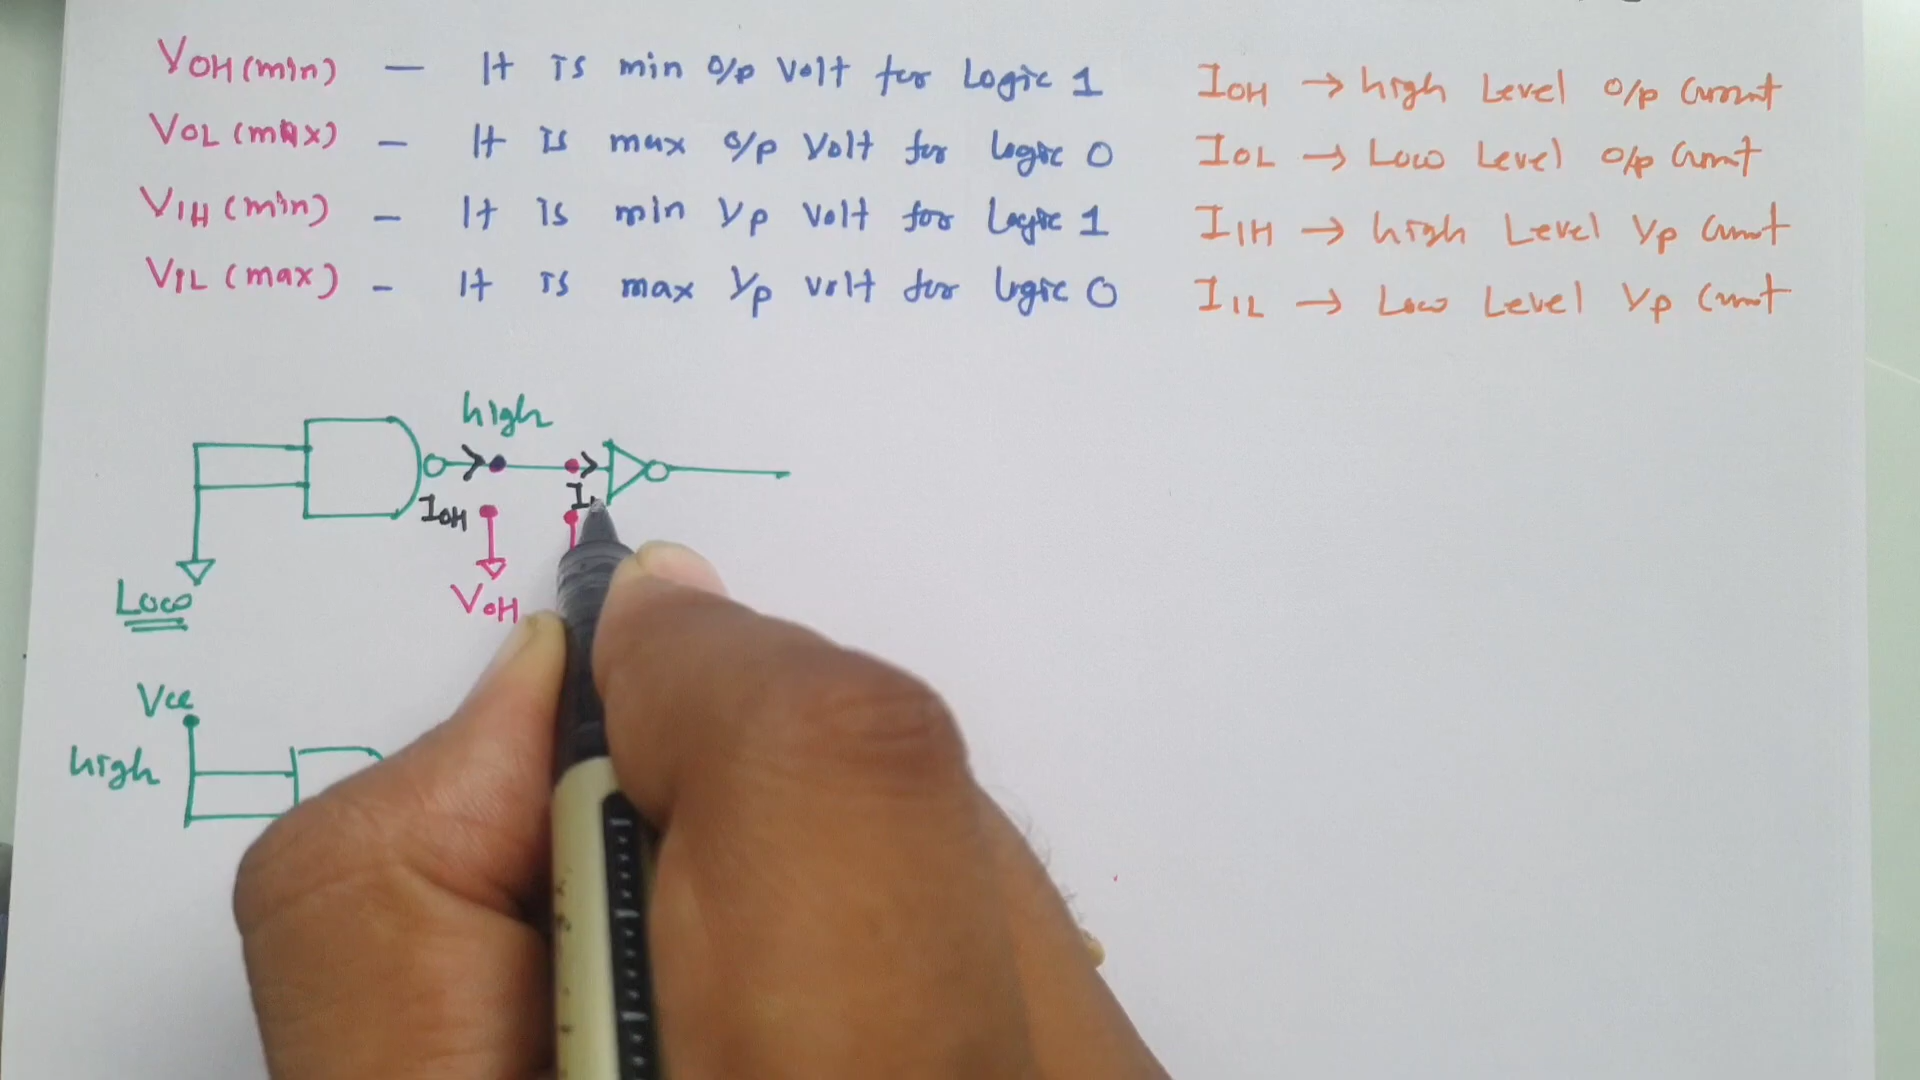 VOH (min) — It is min o/p Volt for Logic 1
VOL (max) — It is max o/p Volt for logic 0
VIH (min) — It is min I/p Volt for Logic 1
VIL (max) — It is max I/p volt for logic 0
IOH → high Level o/p Current
IOL → Low Level o/p Current
IIH → high Level I/p Current
IIL → Low Level I/p Current
high
IOH
I
VOH
Low
Vcc
high